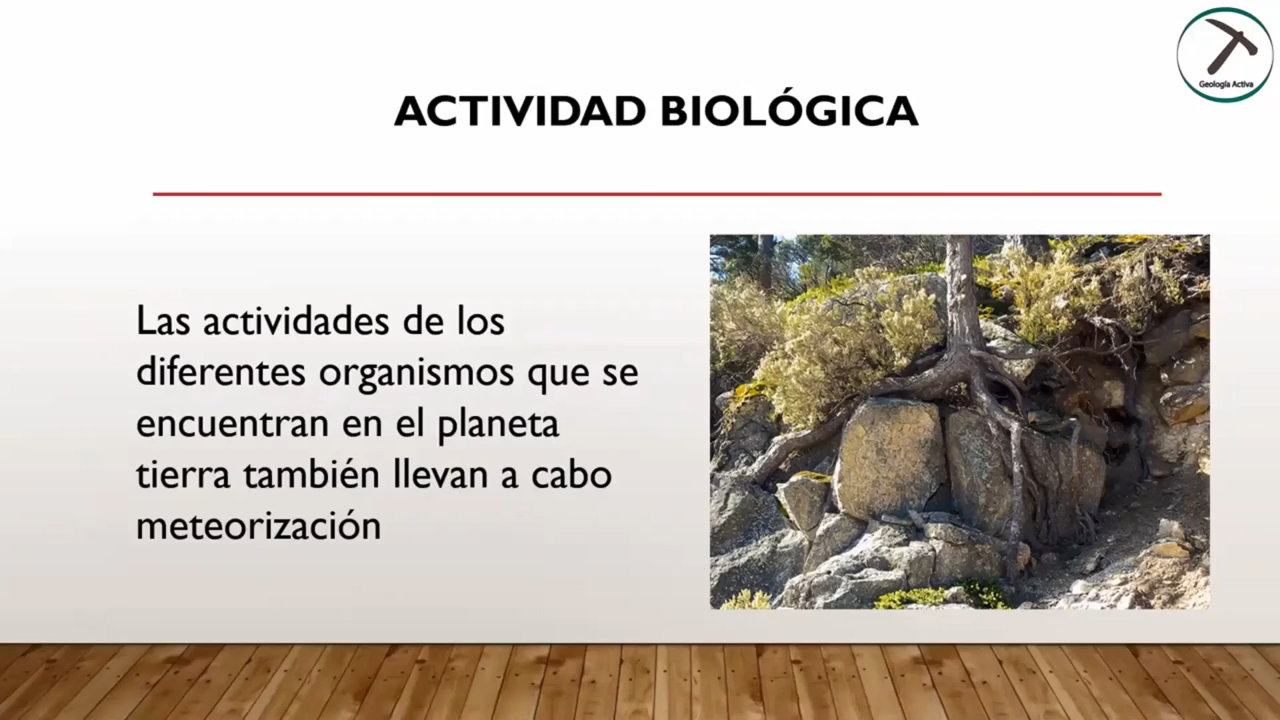 Geología Activa
ACTIVIDAD BIOLÓGICA
Las actividades de los
diferentes organismos que se
encuentran en el planeta
tierra también llevan a cabo
meteorización